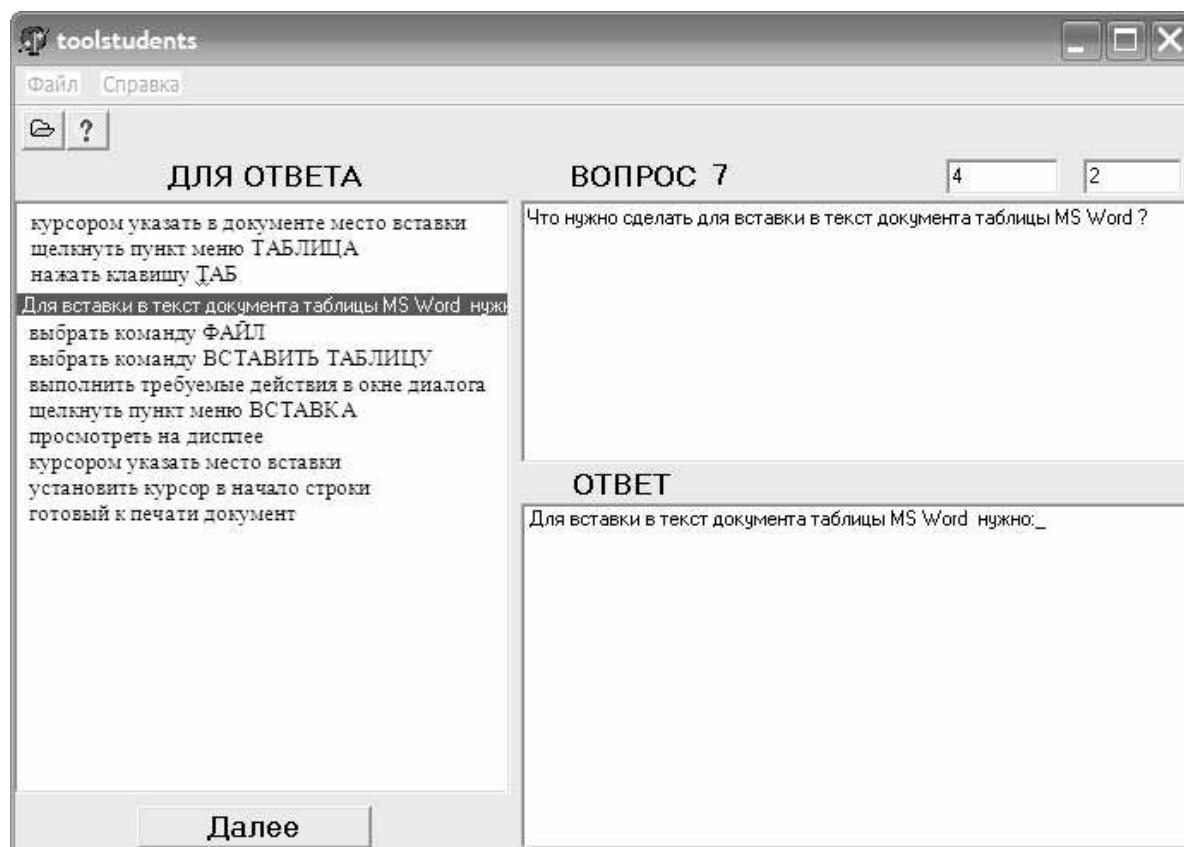 toolstudents
Файл Справка
?
ДЛЯ ОТВЕТА
ВОПРОС 7
4
2
курсором указать в документе место вставки
щелкнуть пункт меню ТАБЛИЦА
нажать клавишу ТАБ
Для вставки в текст документа таблицы MS Word нужн
выбрать команду ФАЙЛ
выбрать команду ВСТАВИТЬ ТАБЛИЦУ
выполнить требуемые действия в окне диалога
щелкнуть пункт меню ВСТАВКА
просмотреть на дисплее
курсором указать место вставки
установить курсор в начало строки
готовый к печати документ
Далее
Что нужно сделать для вставки в текст документа таблицы MS Word ?
ОТВЕТ
Для вставки в текст документа таблицы MS Word нужно:_